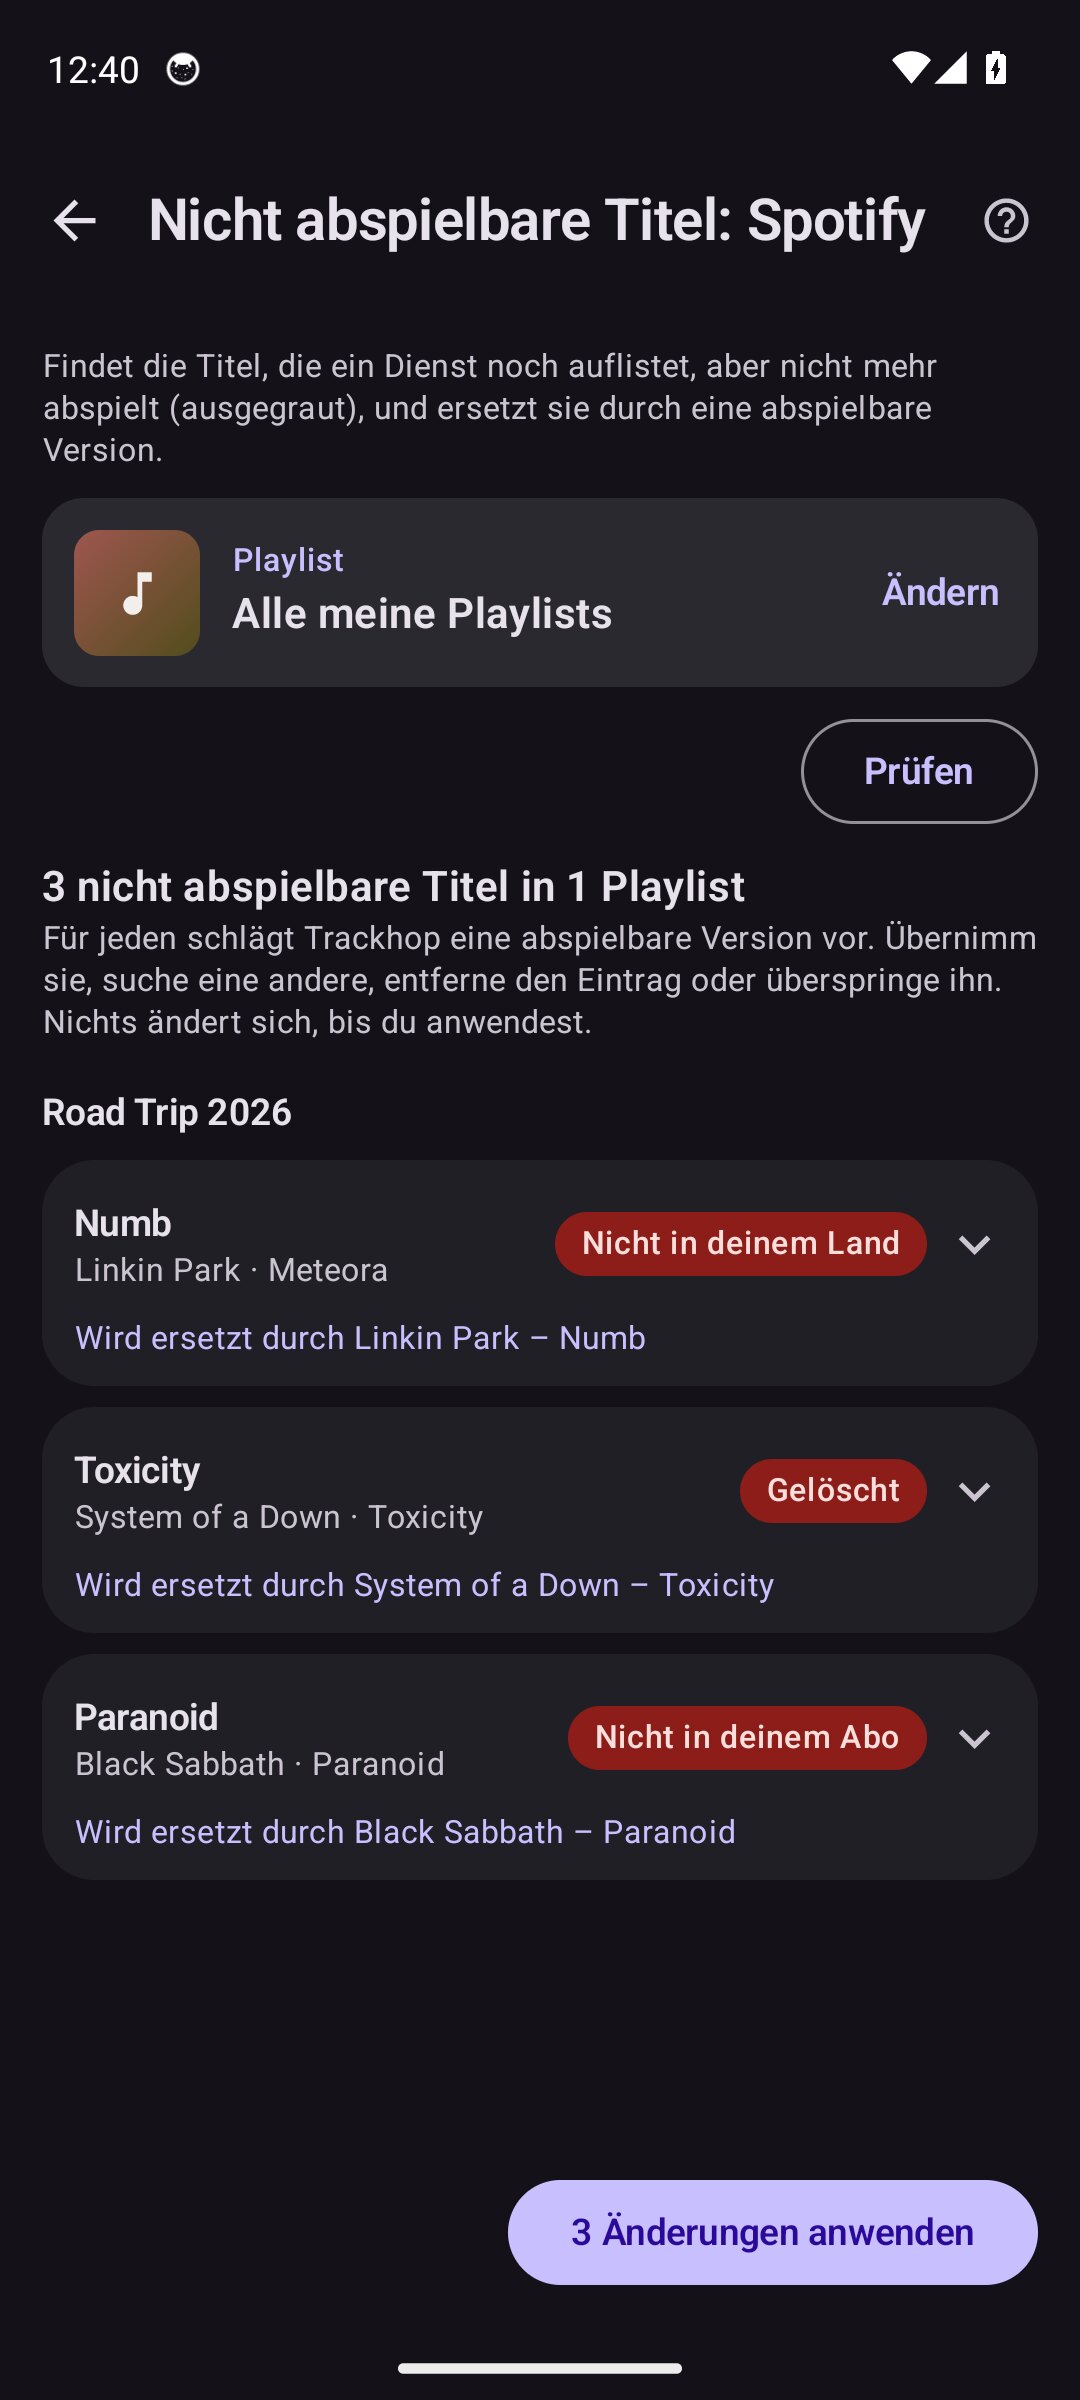 12:40
Nicht abspielbare Titel: Spotify
Findet die Titel, die ein Dienst noch auflistet, aber nicht mehr
abspielt (ausgegraut), und ersetzt sie durch eine abspielbare
Version.
Playlist
Alle meine Playlists
Ändern
Prüfen
3 nicht abspielbare Titel in 1 Playlist
Für jeden schlägt Trackhop eine abspielbare Version vor. Übernimm
sie, suche eine andere, entferne den Eintrag oder überspringe ihn.
Nichts ändert sich, bis du anwendest.
Road Trip 2026
Numb
Linkin Park · Meteora
Nicht in deinem Land
Wird ersetzt durch Linkin Park – Numb
Toxicity
System of a Down · Toxicity
Gelöscht
Wird ersetzt durch System of a Down – Toxicity
Paranoid
Black Sabbath · Paranoid
Nicht in deinem Abo
Wird ersetzt durch Black Sabbath – Paranoid
3 Änderungen anwenden